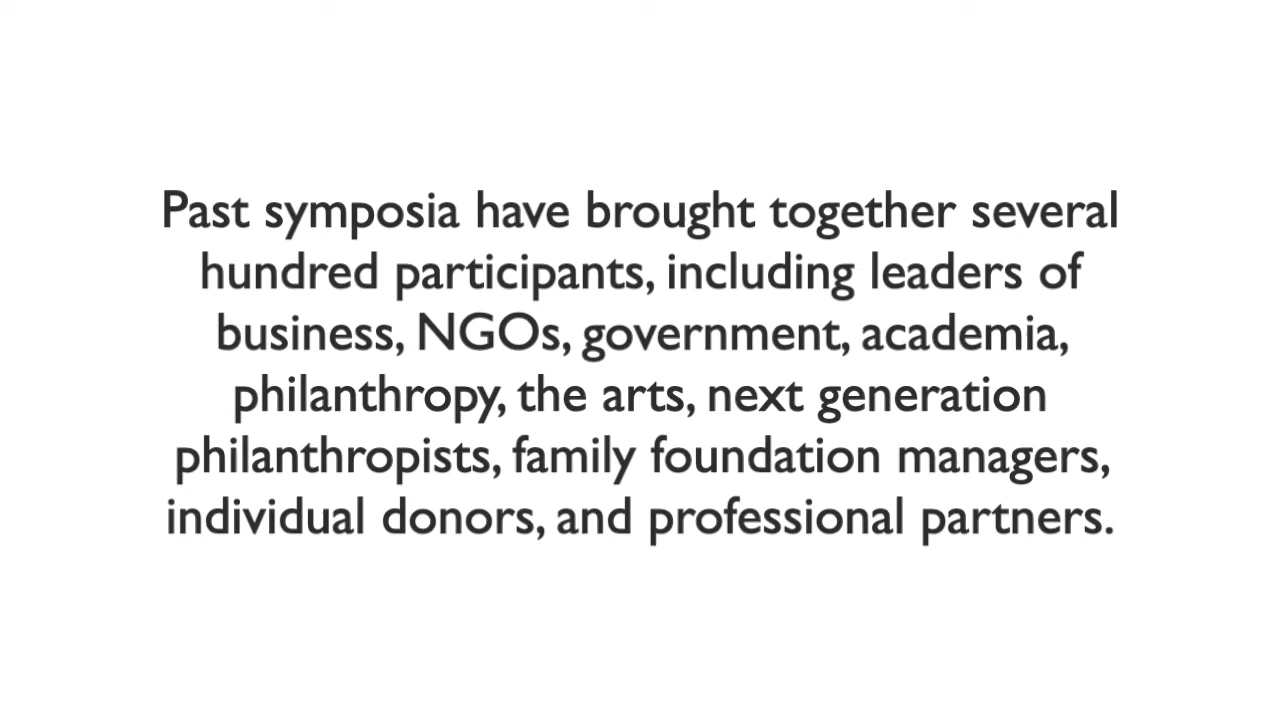 Past symposia have brought together several
hundred participants, including leaders of
business, NGOs, government, academia,
philanthropy, the arts, next generation
philanthropists, family foundation managers,
individual donors, and professional partners.